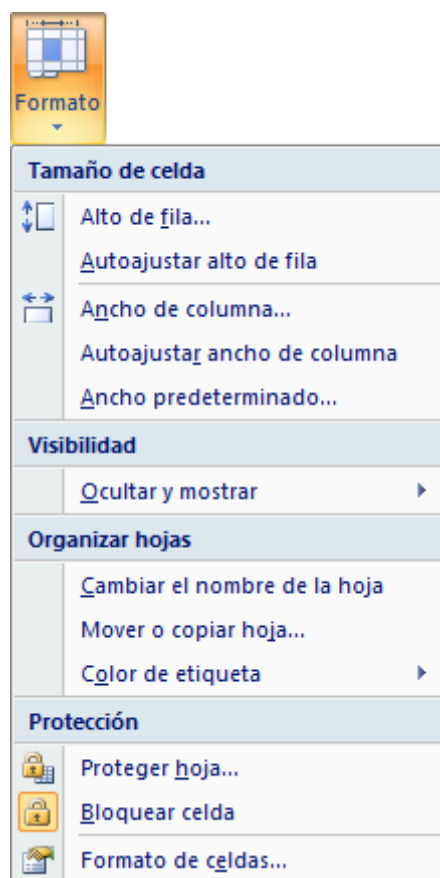 Formato
Tamaño de celda
Alto de fila...
Autoajustar alto de fila
Ancho de columna...
Autoajustar ancho de columna
Ancho predeterminado...
Visibilidad
Ocultar y mostrar
Organizar hojas
Cambiar el nombre de la hoja
Mover o copiar hoja...
Color de etiqueta
Protección
Proteger hoja...
Bloquear celda
Formato de celdas...